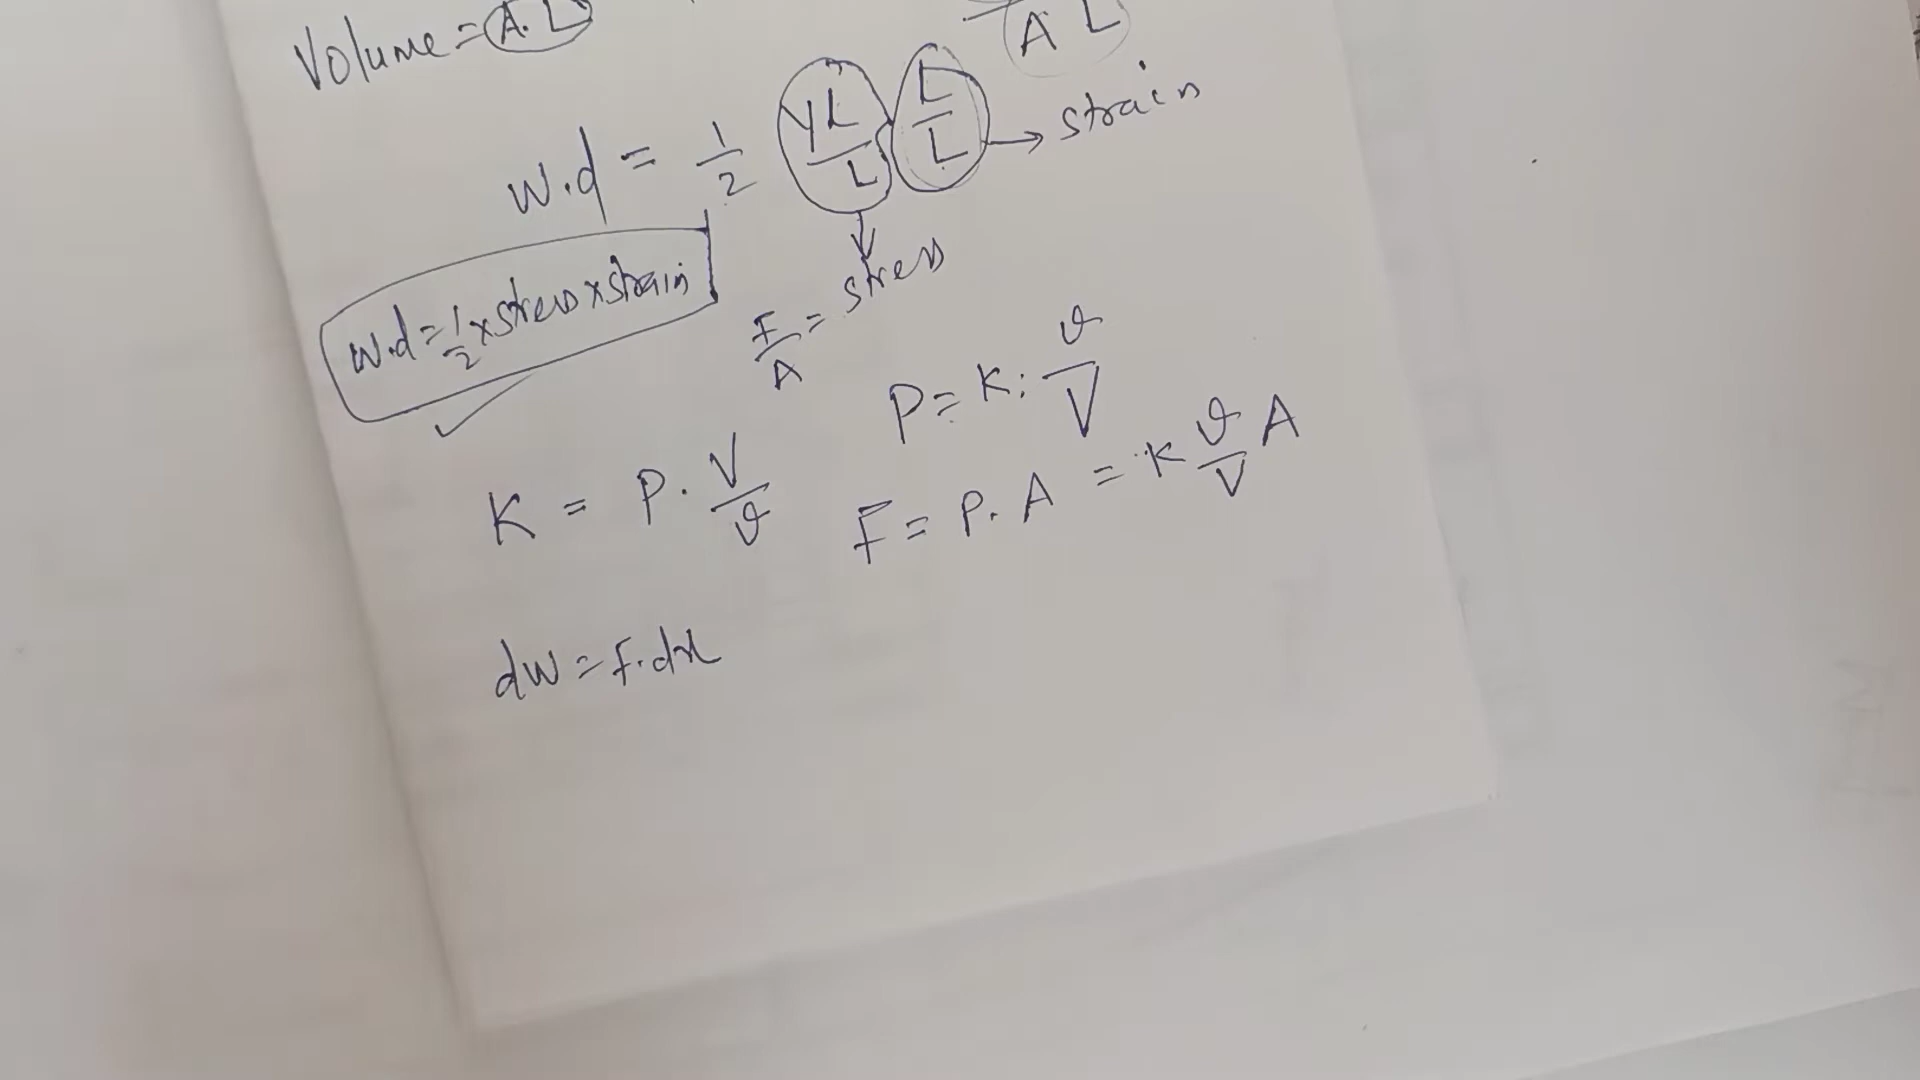 Volume = A.L
A L
W.d = 1/2 YL/L L/L → strain
F/A = stress
W.d = 1/2 x stress x strain
P = K. v/V
K = P. V/v
F = P. A = K v/V A
dW = F.dx